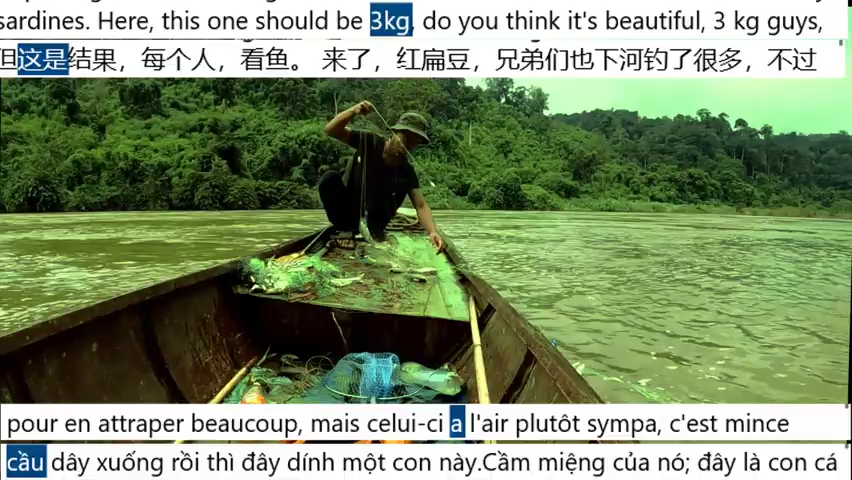 sardines. Here, this one should be 3kg, do you think it's beautiful, 3 kg guys,
但这是结果，每个人，看鱼。 来了，红扁豆，兄弟们也下河钓了很多，不过
pour en attraper beaucoup, mais celui-ci a l'air plutôt sympa, c'est mince
cầu dây xuống rồi thì đây dính một con này.Cầm miệng của nó; đây là con cá